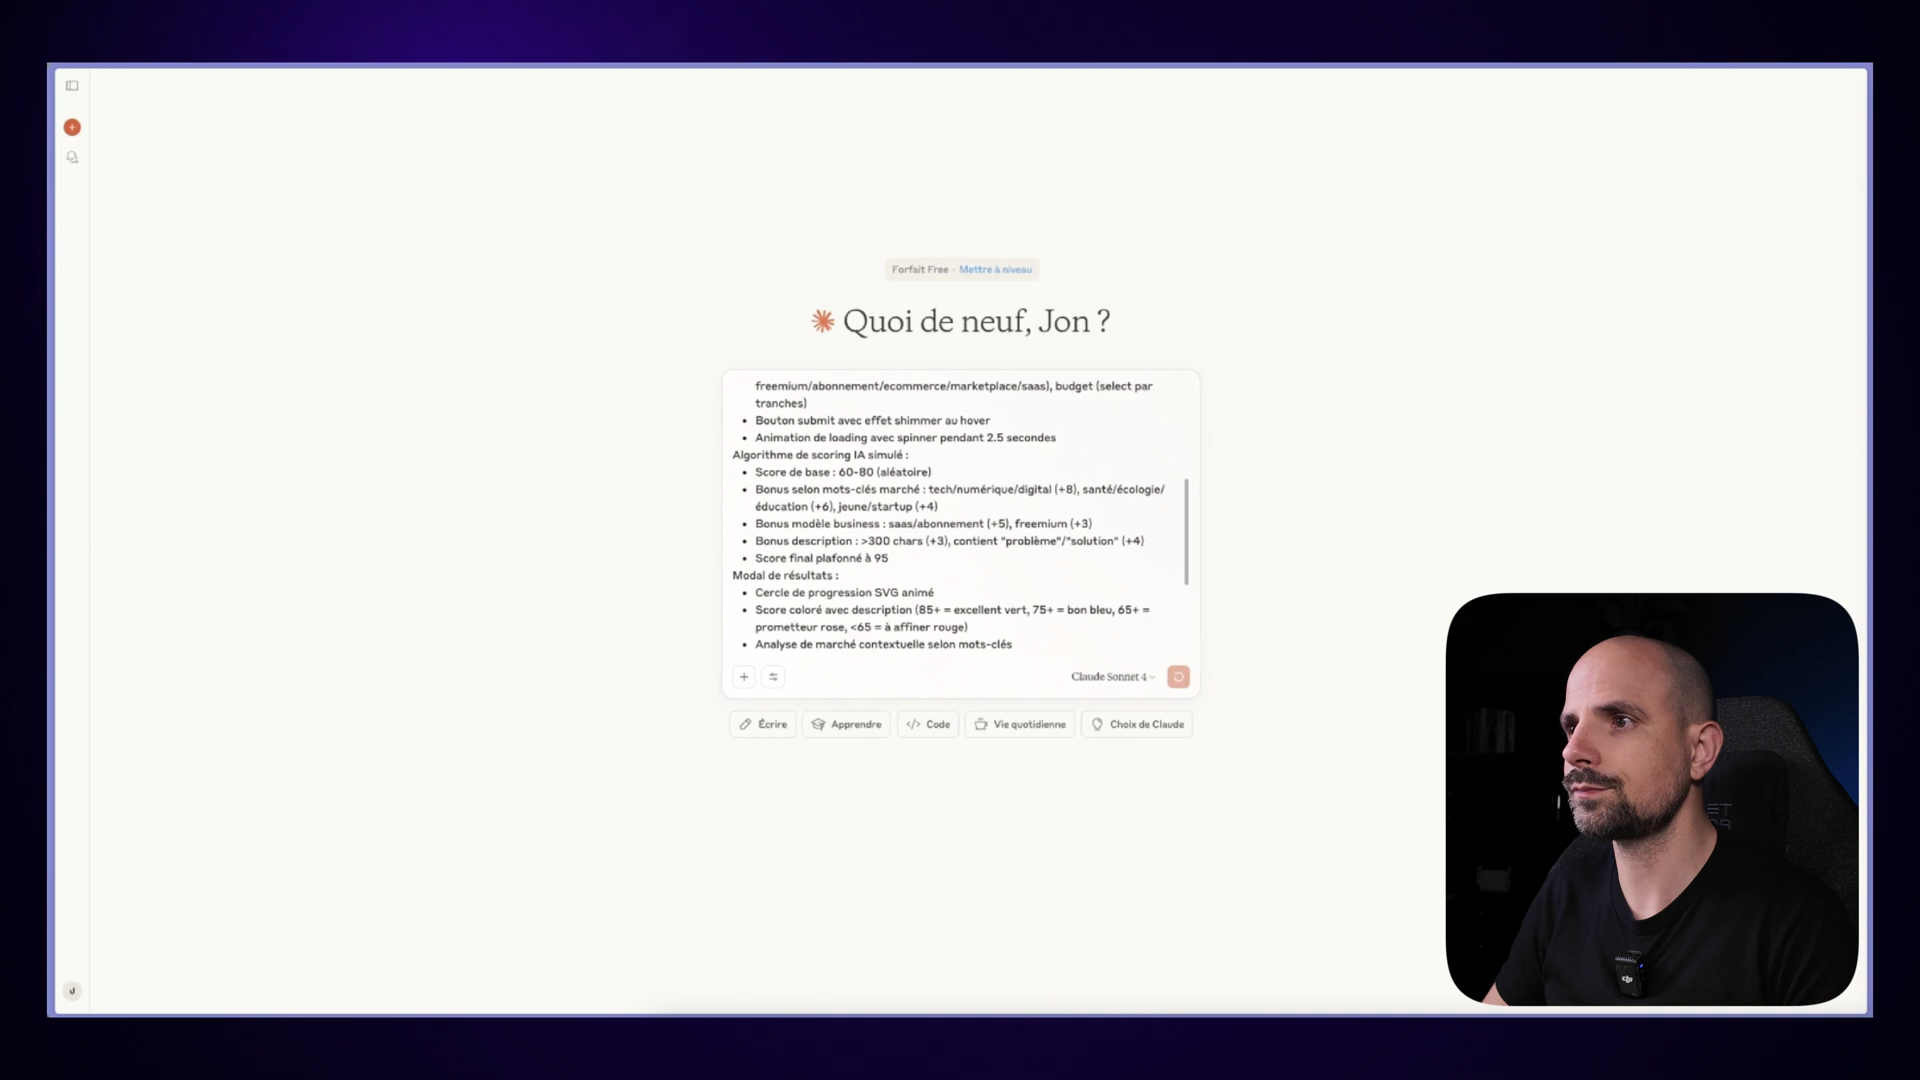 Forfait Free · Mettre à niveau
Quoi de neuf, Jon ?
freemium/abonnement/ecommerce/marketplace/saas), budget (select par
tranches)
• Bouton submit avec effet shimmer au hover
• Animation de loading avec spinner pendant 2.5 secondes
Algorithme de scoring IA simulé :
• Score de base : 60-80 (aléatoire)
• Bonus selon mots-clés marché : tech/numérique/digital (+8), santé/écologie/
éducation (+6), jeune/startup (+4)
• Bonus modèle business : saas/abonnement (+5), freemium (+3)
• Bonus description : >300 chars (+3), contient "problème"/"solution" (+4)
• Score final plafonné à 95
Modal de résultats :
• Cercle de progression SVG animé
• Score coloré avec description (85+ = excellent vert, 75+ = bon bleu, 65+ =
prometteur rose, <65 = à affiner rouge)
• Analyse de marché contextuelle selon mots-clés
Claude Sonnet 4
Écrire
Apprendre
</> Code
Vie quotidienne
Choix de Claude
J
dji